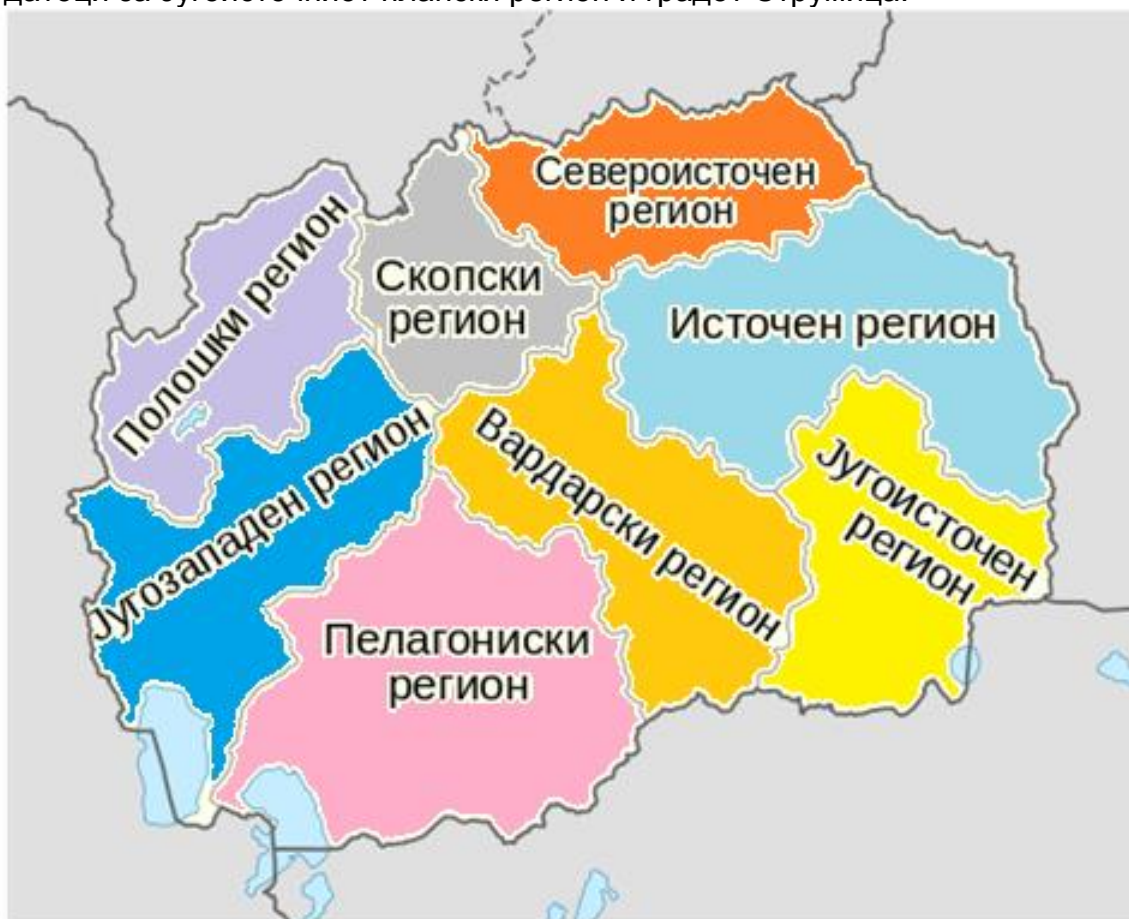 Североисточен
регион
Полошки регион
Скопски
регион
Источен регион
Југозападен регион
Вардарски регион
Југоисточен
регион
Пелагониски
регион